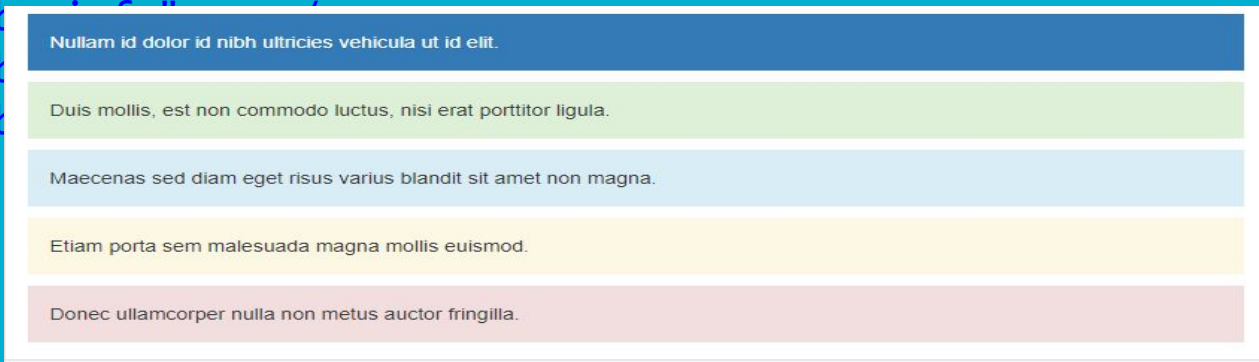 Nullam id dolor id nibh ultricies vehicula ut id elit.
Duis mollis, est non commodo luctus, nisi erat porttitor ligula.
Maecenas sed diam eget risus varius blandit sit amet non magna.
Etiam porta sem malesuada magna mollis euismod.
Donec ullamcorper nulla non metus auctor fringilla.